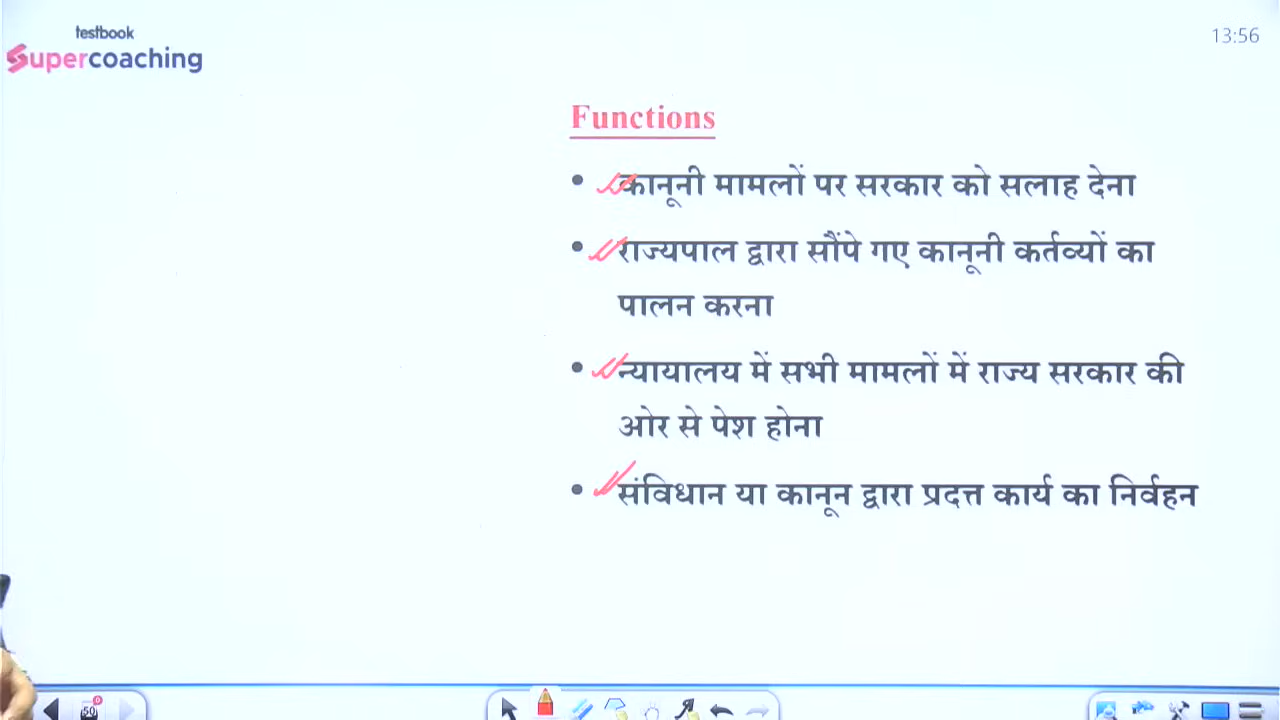 testbook
Supercoaching
13:56
Functions
• कानूनी मामलों पर सरकार को सलाह देना
• राज्यपाल द्वारा सौंपे गए कानूनी कर्तव्यों का
पालन करना
• न्यायालय में सभी मामलों में राज्य सरकार की
ओर से पेश होना
• संविधान या कानून द्वारा प्रदत्त कार्य का निर्वहन